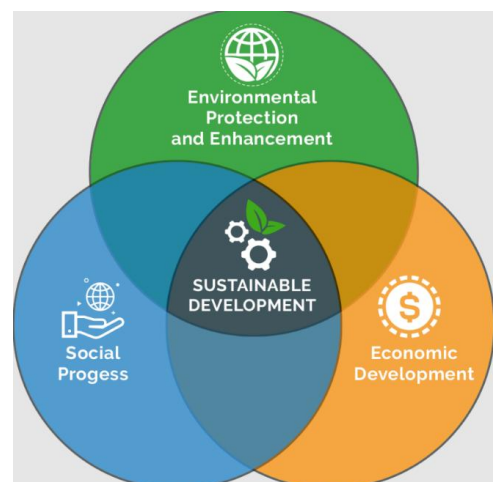 Environmental
Protection
and Enhancement
SUSTAINABLE
DEVELOPMENT
$
Social
Progess
Economic
Development